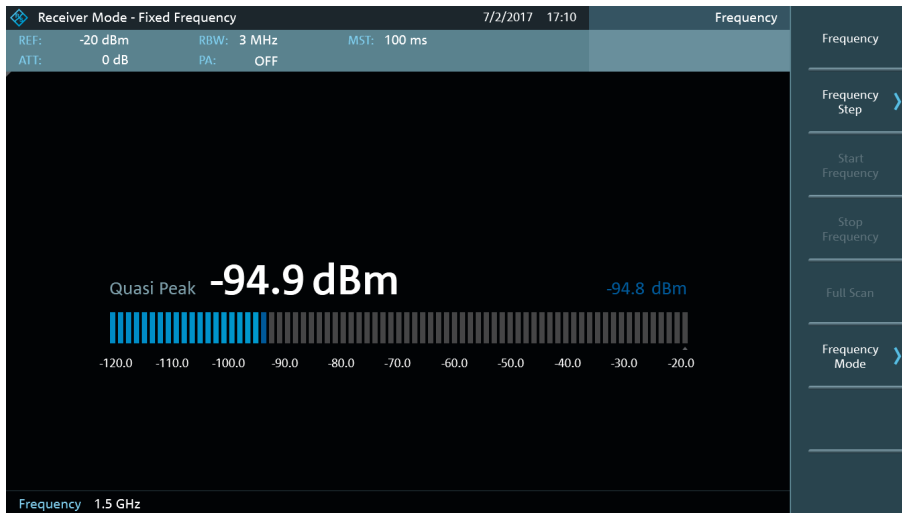 Receiver Mode - Fixed Frequency 7/2/2017 17:10 Frequency
REF: -20 dBm RBW: 3 MHz MST: 100 ms
ATT: 0 dB PA: OFF
Quasi Peak -94.9 dBm -94.8 dBm
-120.0 -110.0 -100.0 -90.0 -80.0 -70.0 -60.0 -50.0 -40.0 -30.0 -20.0
Frequency 1.5 GHz
Frequency
Frequency
Step
Start
Frequency
Stop
Frequency
Full Scan
Frequency
Mode